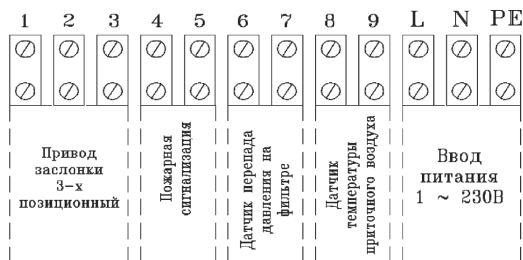 1 2 3 4 5 6 7 8 9 L N PE
Привод
заслонки
3-х
позиционный
Пожарная
сигнализация
Датчик перепада
давления на
фильтре
Датчик
температуры
приточного воздуха
Ввод
питания
1 ~ 230В